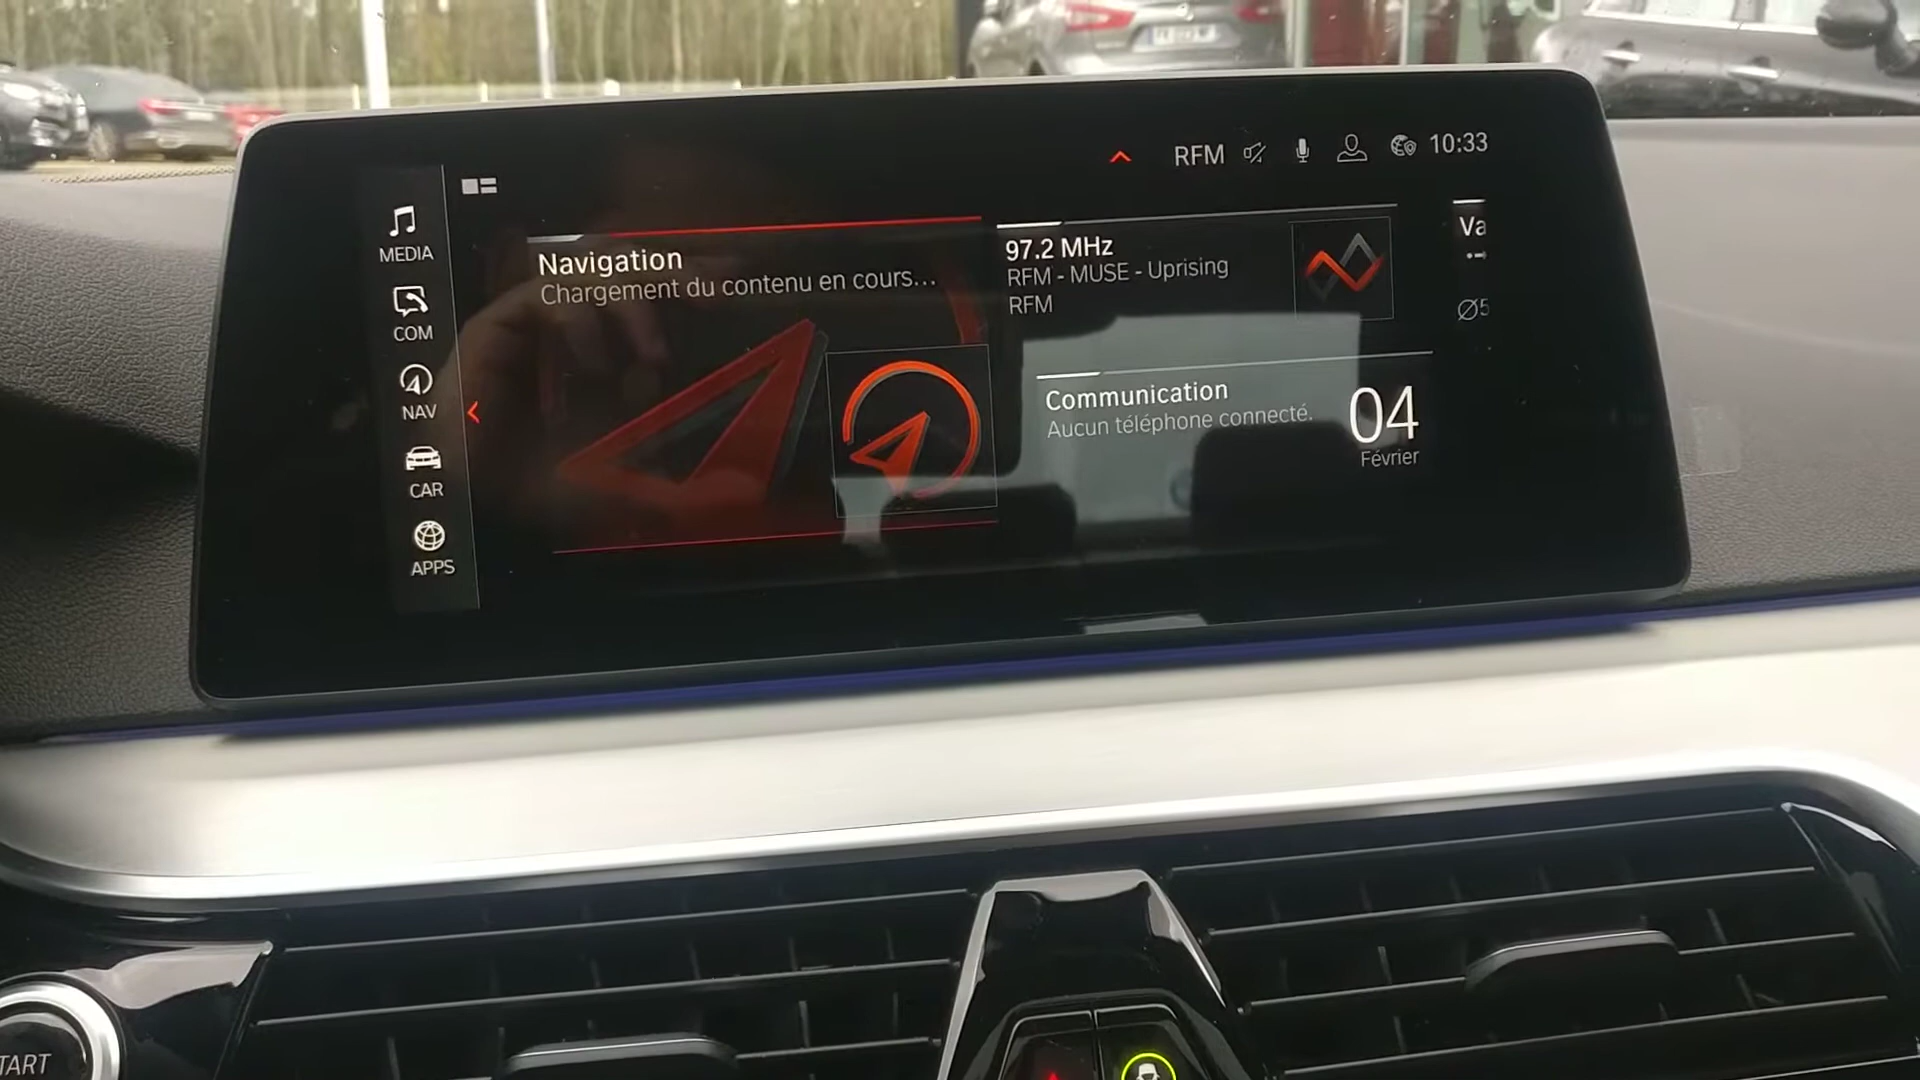 RFM
10:33
MEDIA
COM
NAV
CAR
APPS
Navigation
Chargement du contenu en cours...
97.2 MHz
RFM - MUSE - Uprising
RFM
Va
Ø5
Communication
Aucun téléphone connecté.
04
Février
TART